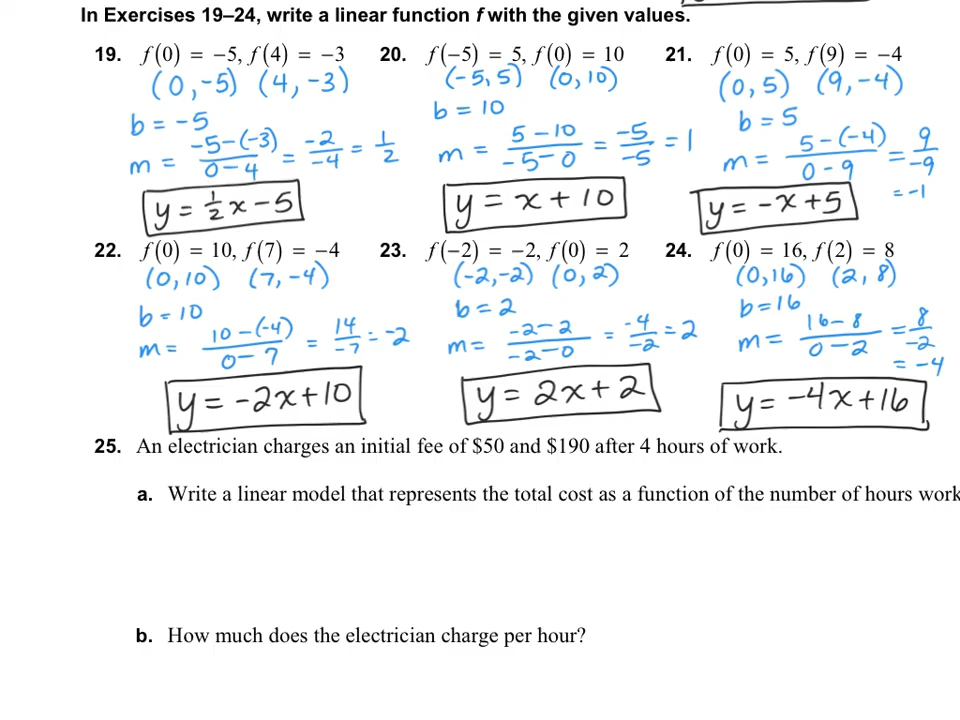 In Exercises 19–24, write a linear function f with the given values.
19. f(0) = −5, f(4) = −3 20. f(−5) = 5, f(0) = 10 21. f(0) = 5, f(9) = −4
(0,-5) (4,-3) (-5,5) (0,10) (0,5) (9,-4)
b = -5 b = 10 b = 5
m = -5-(-3)/0-4 = -2/-4 = 1/2 m = 5-10/-5-0 = -5/-5 = 1 m = 5-(-4)/0-9 = 9/-9
= -1
y = 1/2 x - 5 y = x + 10 y = -x + 5
22. f(0) = 10, f(7) = −4 23. f(−2) = −2, f(0) = 2 24. f(0) = 16, f(2) = 8
(0,10) (7,-4) (-2,-2) (0,2) (0,16) (2,8)
b = 10 b = 2 b = 16
m = 10-(-4)/0-7 = 14/-7 = -2 m = -2-2/-2-0 = -4/-2 = 2 m = 16-8/0-2 = 8/-2
= -4
y = -2x+10 y = 2x+2 y = -4x+16
25. An electrician charges an initial fee of $50 and $190 after 4 hours of work.
a. Write a linear model that represents the total cost as a function of the number of hours work
b. How much does the electrician charge per hour?